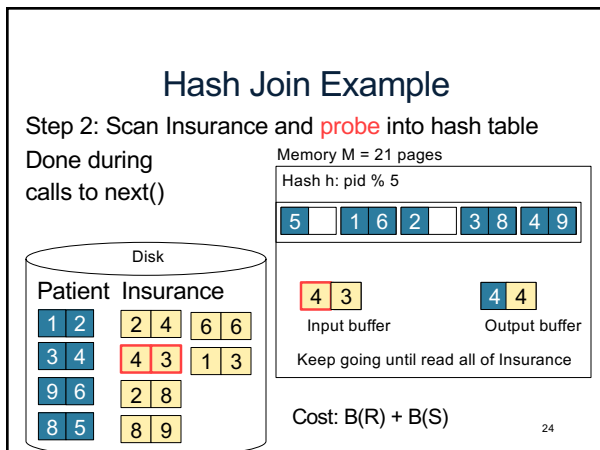 Hash Join Example
Step 2: Scan Insurance and probe into hash table
Done during
calls to next()
Memory M = 21 pages
Hash h: pid % 5
5 1 6 2 3 8 4 9
Disk
Patient Insurance
1 2 2 4 6 6
3 4 4 3 1 3
9 6 2 8
8 5 8 9
4 3 4 4
Input buffer Output buffer
Keep going until read all of Insurance
Cost: B(R) + B(S)
24